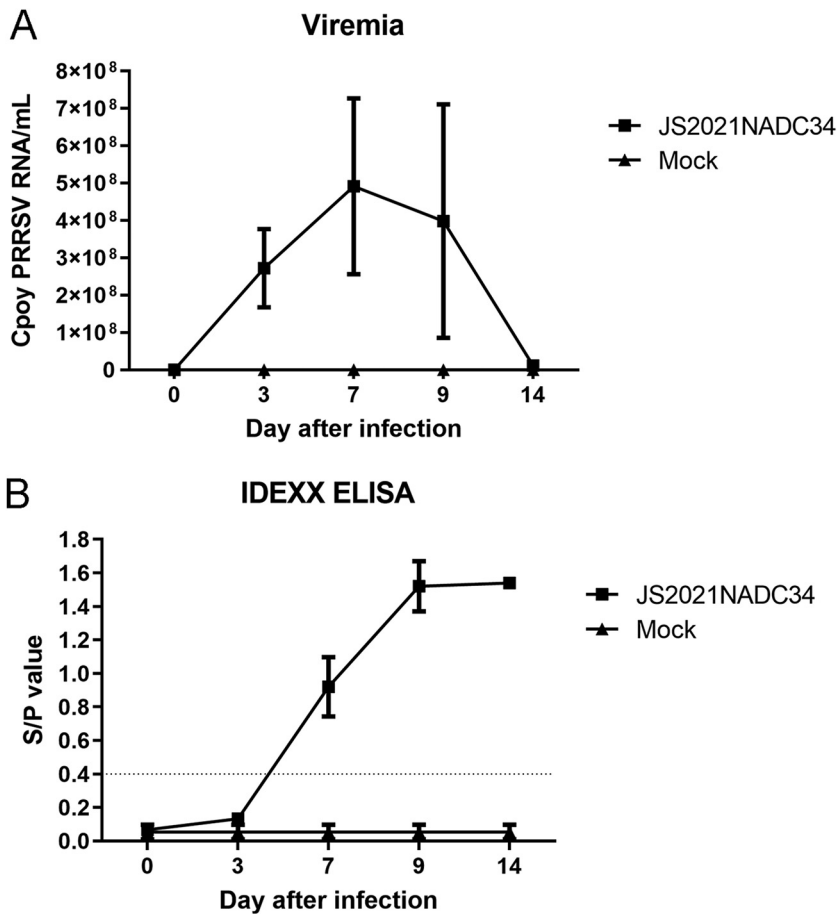 A
Viremia
Cpoy PRRSV RNA/mL
8×10⁸
7×10⁸
6×10⁸
5×10⁸
4×10⁸
3×10⁸
2×10⁸
1×10⁸
0
0 3 7 9 14
Day after infection
JS2021NADC34
Mock
B
IDEXX ELISA
S/P value
1.8
1.6
1.4
1.2
1.0
0.8
0.6
0.4
0.2
0.0
0 3 7 9 14
Day after infection
JS2021NADC34
Mock